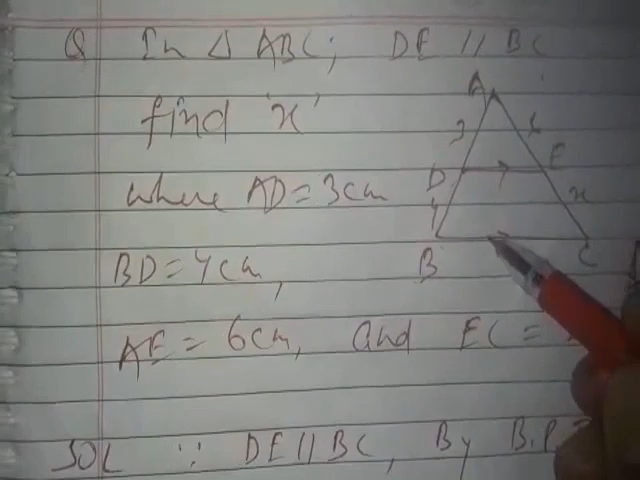 Q In Δ ABC; DE // BC
find 'x'
where AD = 3cm
BD = 4cm,
AE = 6cm, and EC =
SOL ∵ DE // BC, By B.P.
A
3 6
D E
4 x
B C